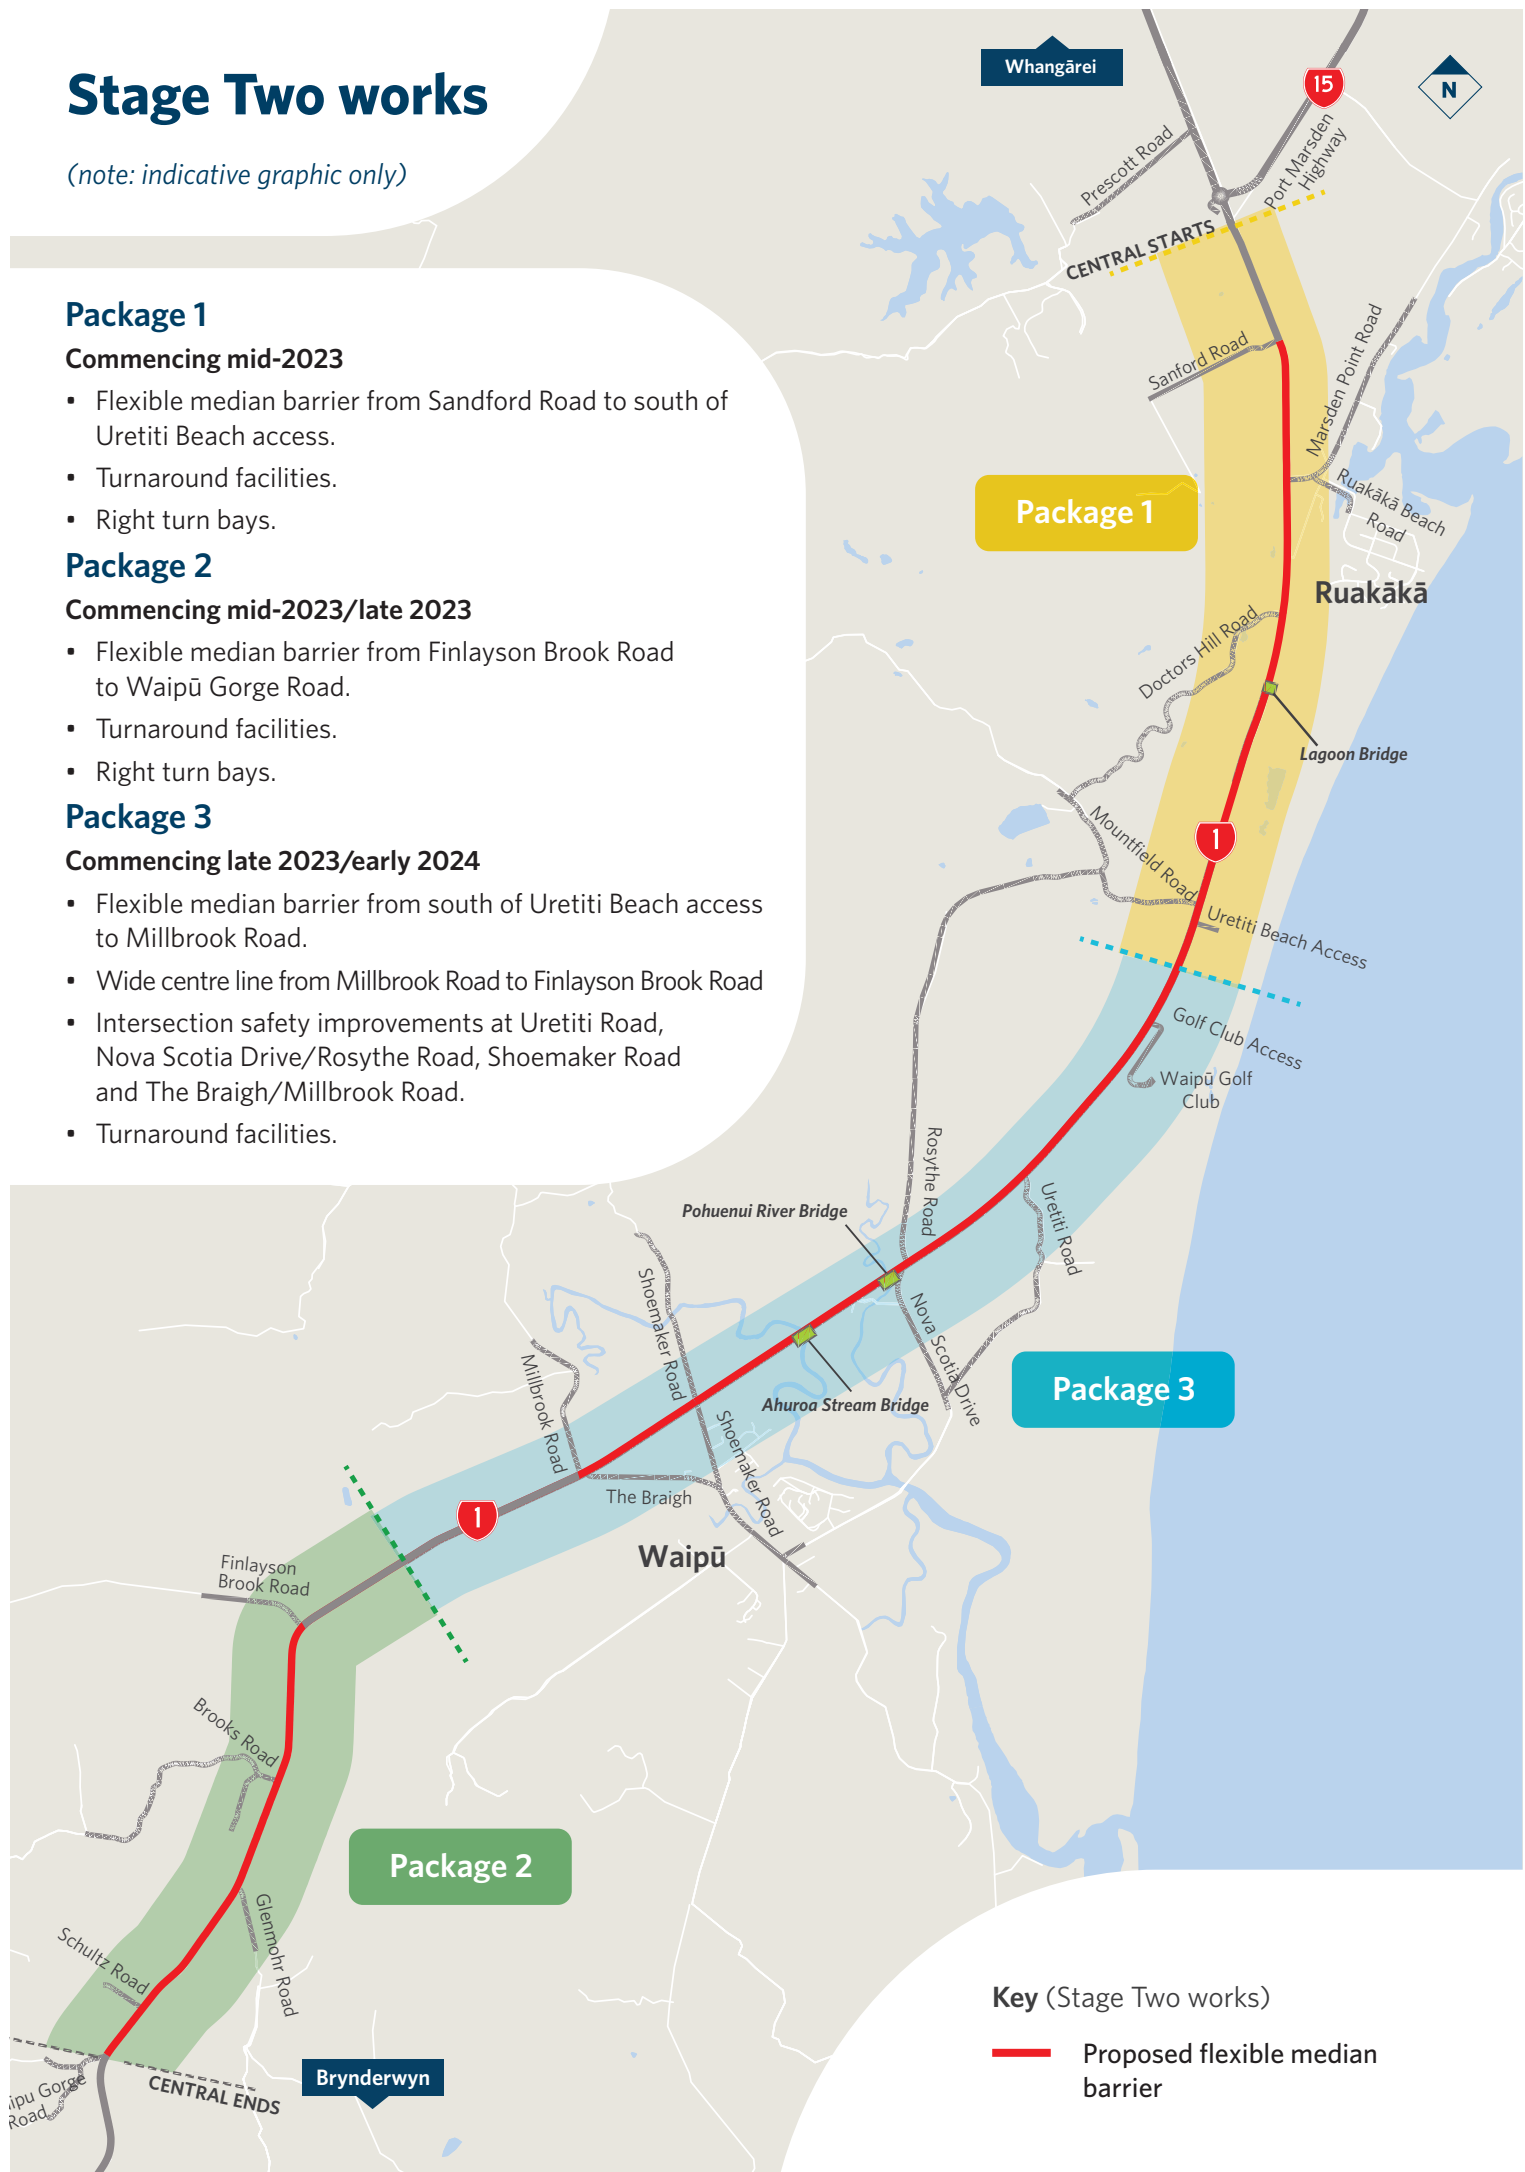 Stage Two works
(note: indicative graphic only)
Package 1
Commencing mid-2023
• Flexible median barrier from Sandford Road to south of
Uretiti Beach access.
• Turnaround facilities.
• Right turn bays.
Package 2
Commencing mid-2023/late 2023
• Flexible median barrier from Finlayson Brook Road
to Waipū Gorge Road.
• Turnaround facilities.
• Right turn bays.
Package 3
Commencing late 2023/early 2024
• Flexible median barrier from south of Uretiti Beach access
to Millbrook Road.
• Wide centre line from Millbrook Road to Finlayson Brook Road
• Intersection safety improvements at Uretiti Road,
Nova Scotia Drive/Rosythe Road, Shoemaker Road
and The Braigh/Millbrook Road.
• Turnaround facilities.
Whangārei
15
N
Prescott Road
Port Marsden
Highway
CENTRAL STARTS
Sanford Road
Marsden Point Road
Package 1
Ruakākā Beach
Road
Ruakākā
Doctors Hill Road
Lagoon Bridge
Mountfield Road
1
Uretiti Beach Access
Golf Club Access
Waipū Golf
Club
Rosythe Road
Uretiti Road
Pohuenui River Bridge
Shoemaker Road
Nova Scotia Drive
Millbrook Road
Package 3
Ahuroa Stream Bridge
Shoemaker Road
The Braigh
1
Waipū
Finlayson
Brook Road
Brooks Road
Package 2
Glenmohr Road
Schultz Road
Brynderwyn
CENTRAL ENDS
ipu Gorge
Road
Key (Stage Two works)
Proposed flexible median
barrier